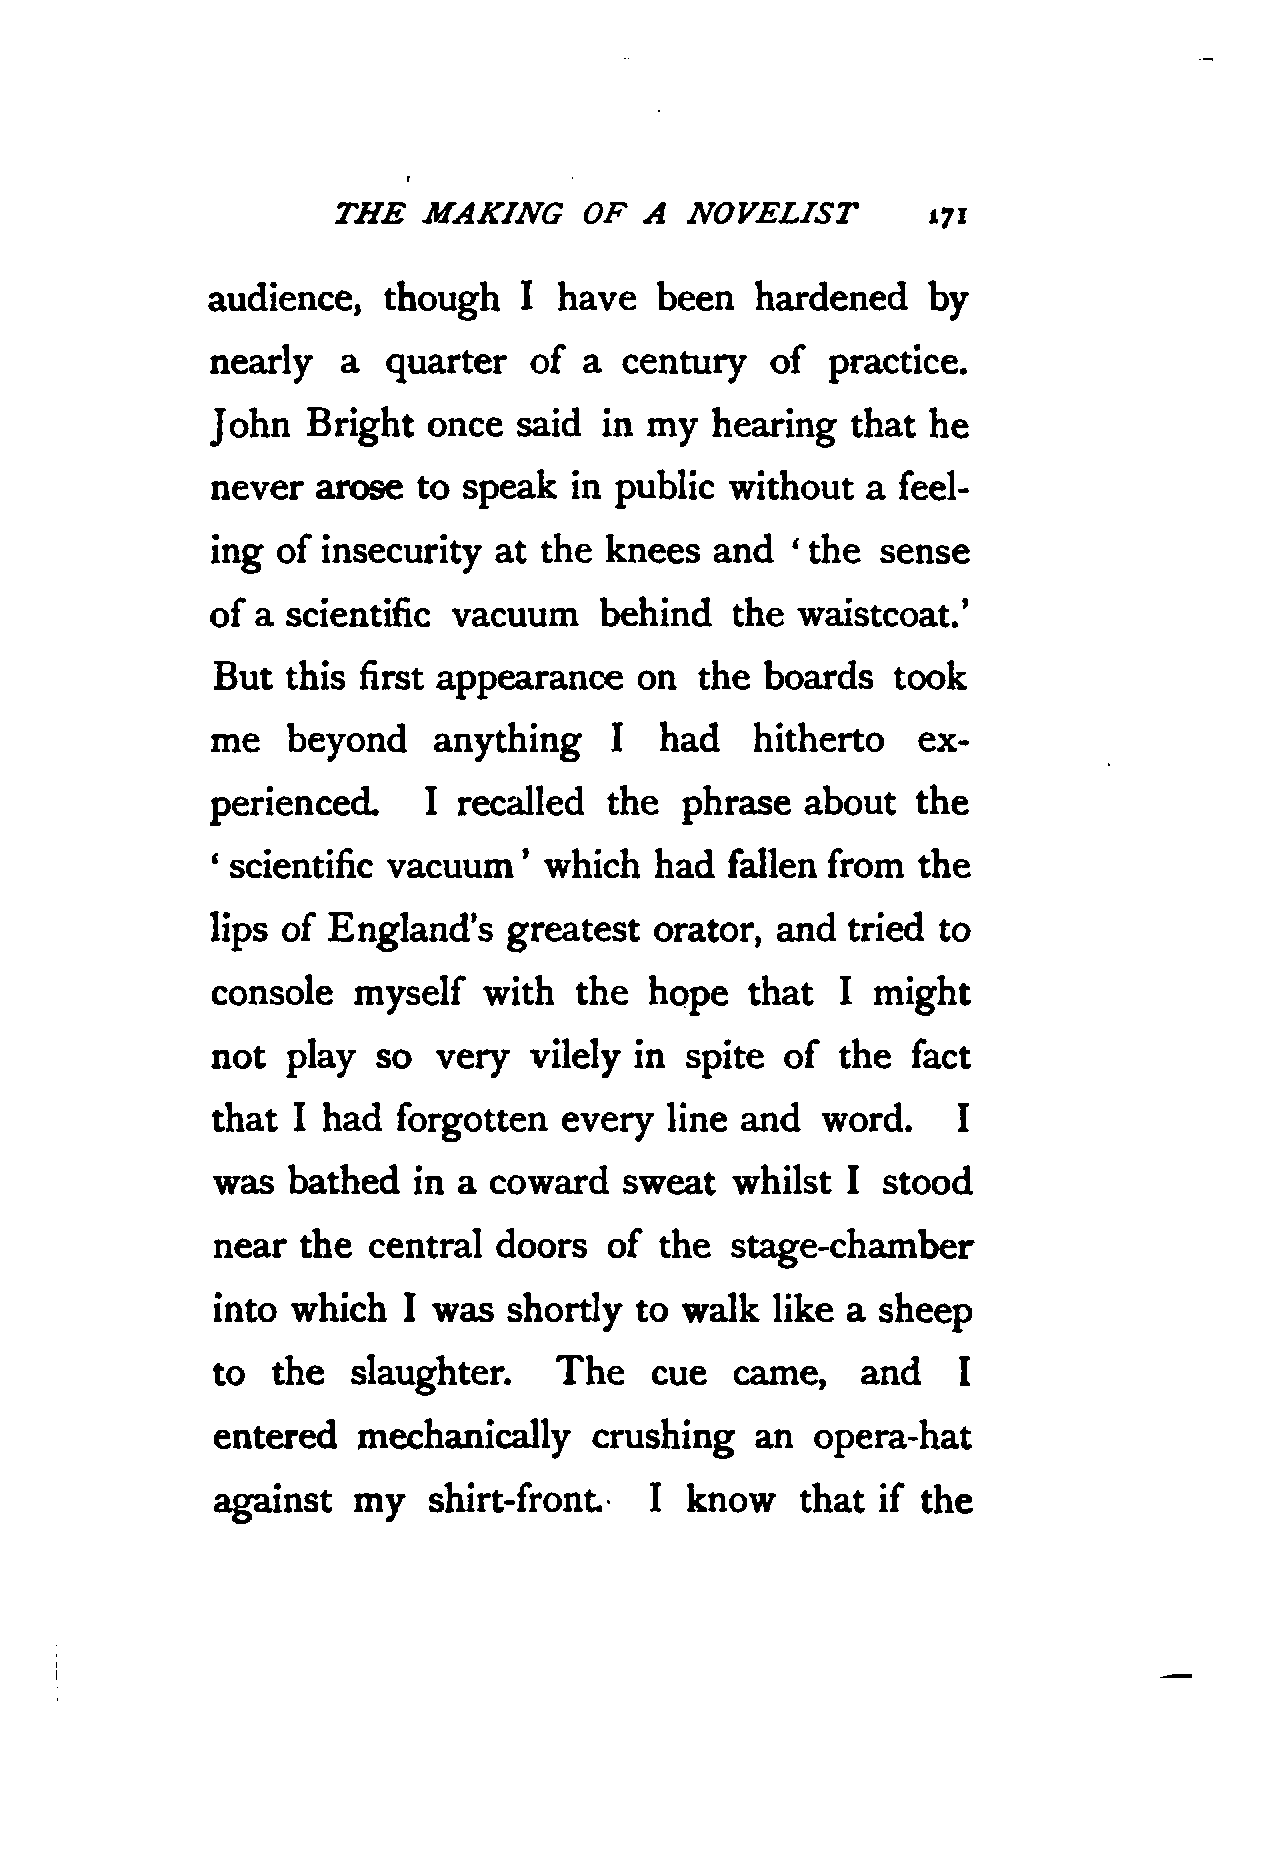 THE MAKING OF A NOVELIST 171
audience, though I have been hardened by
nearly a quarter of a century of practice.
John Bright once said in my hearing that he
never arose to speak in public without a feel-
ing of insecurity at the knees and ‘ the sense
of a scientific vacuum behind the waistcoat.’
But this first appearance on the boards took
me beyond anything I had hitherto ex-
perienced. I recalled the phrase about the
‘ scientific vacuum ’ which had fallen from the
lips of England's greatest orator, and tried to
console myself with the hope that I might
not play so very vilely in spite of the fact
that I had forgotten every line and word. I
was bathed in a coward sweat whilst I stood
near the central doors of the stage-chamber
into which I was shortly to walk like a sheep
to the slaughter. The cue came, and I
entered mechanically crushing an opera-hat
against my shirt-front. I know that if the